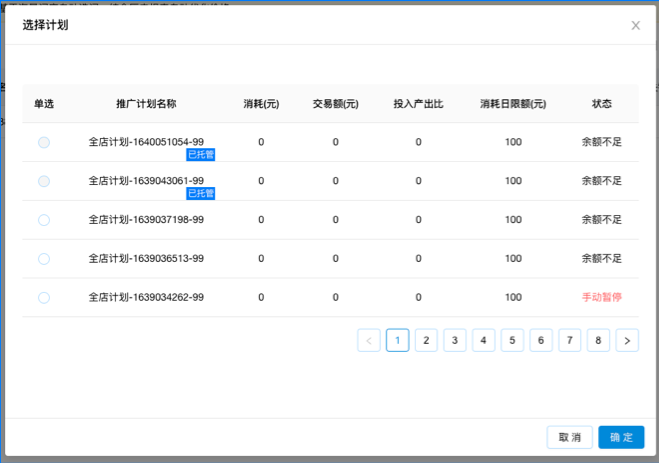 选择计划
单选 推广计划名称 消耗(元) 交易额(元) 投入产出比 消耗日限额(元) 状态
全店计划-1640051054-99 0 0 0 100 余额不足
已托管
全店计划-1639043061-99 0 0 0 100 余额不足
已托管
全店计划-1639037198-99 0 0 0 100 余额不足
全店计划-1639036513-99 0 0 0 100 余额不足
全店计划-1639034262-99 0 0 0 100 手动暂停
< 1 2 3 4 5 6 7 8 >
取消 确定